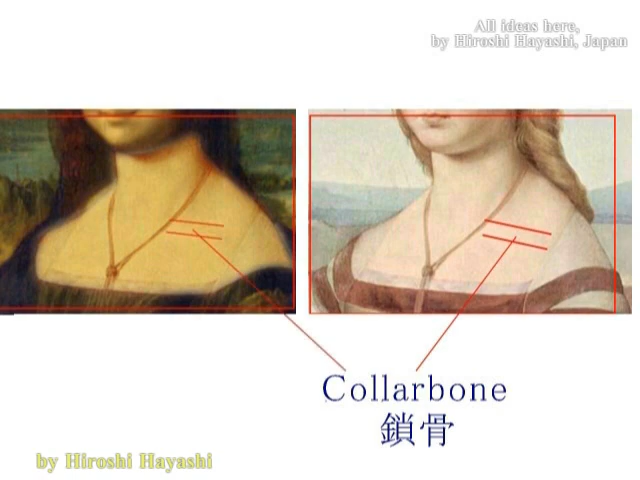 All ideas here,
by Hiroshi Hayashi, Japan
Collarbone
鎖骨
by Hiroshi Hayashi